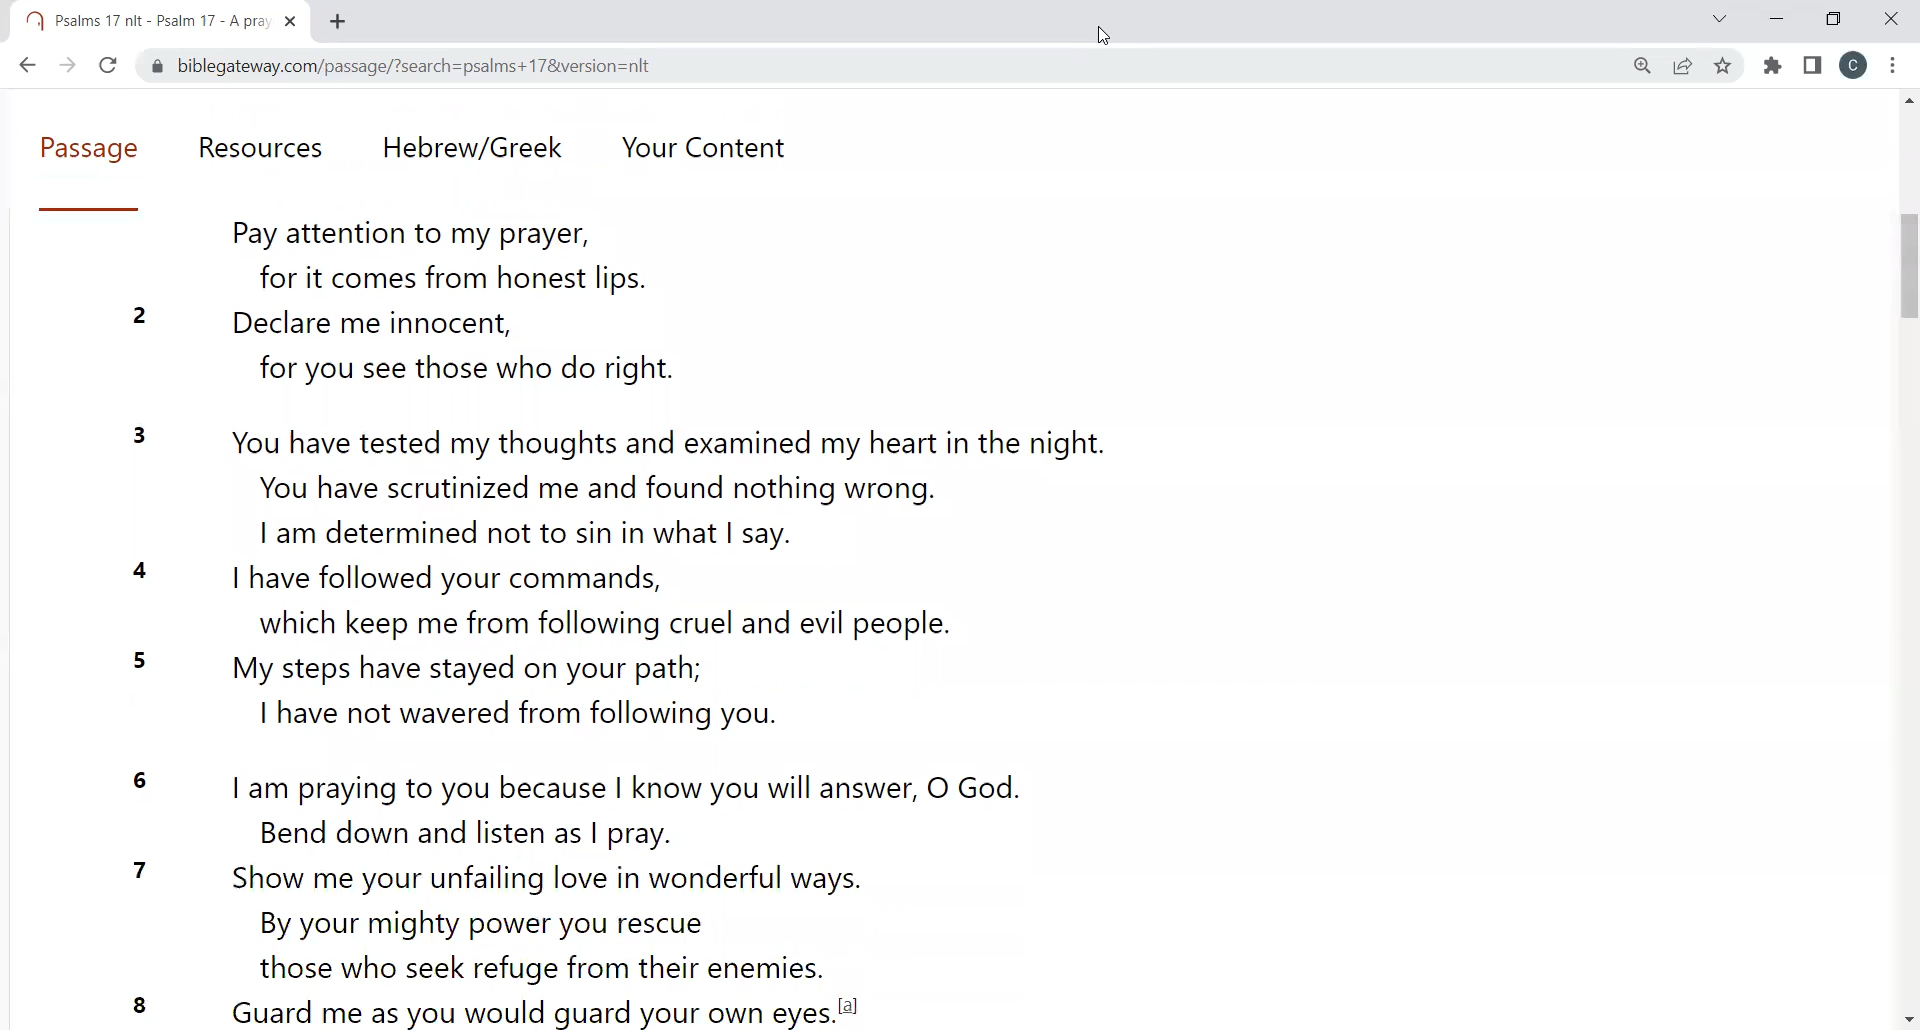 Psalms 17 nlt - Psalm 17 - A pray
biblegateway.com/passage/?search=psalms+17&version=nlt
C
Passage Resources Hebrew/Greek Your Content
Pay attention to my prayer,
for it comes from honest lips.
2 Declare me innocent,
for you see those who do right.
3 You have tested my thoughts and examined my heart in the night.
You have scrutinized me and found nothing wrong.
I am determined not to sin in what I say.
4 I have followed your commands,
which keep me from following cruel and evil people.
5 My steps have stayed on your path;
I have not wavered from following you.
6 I am praying to you because I know you will answer, O God.
Bend down and listen as I pray.
7 Show me your unfailing love in wonderful ways.
By your mighty power you rescue
those who seek refuge from their enemies.
8 Guard me as you would guard your own eyes.[a]